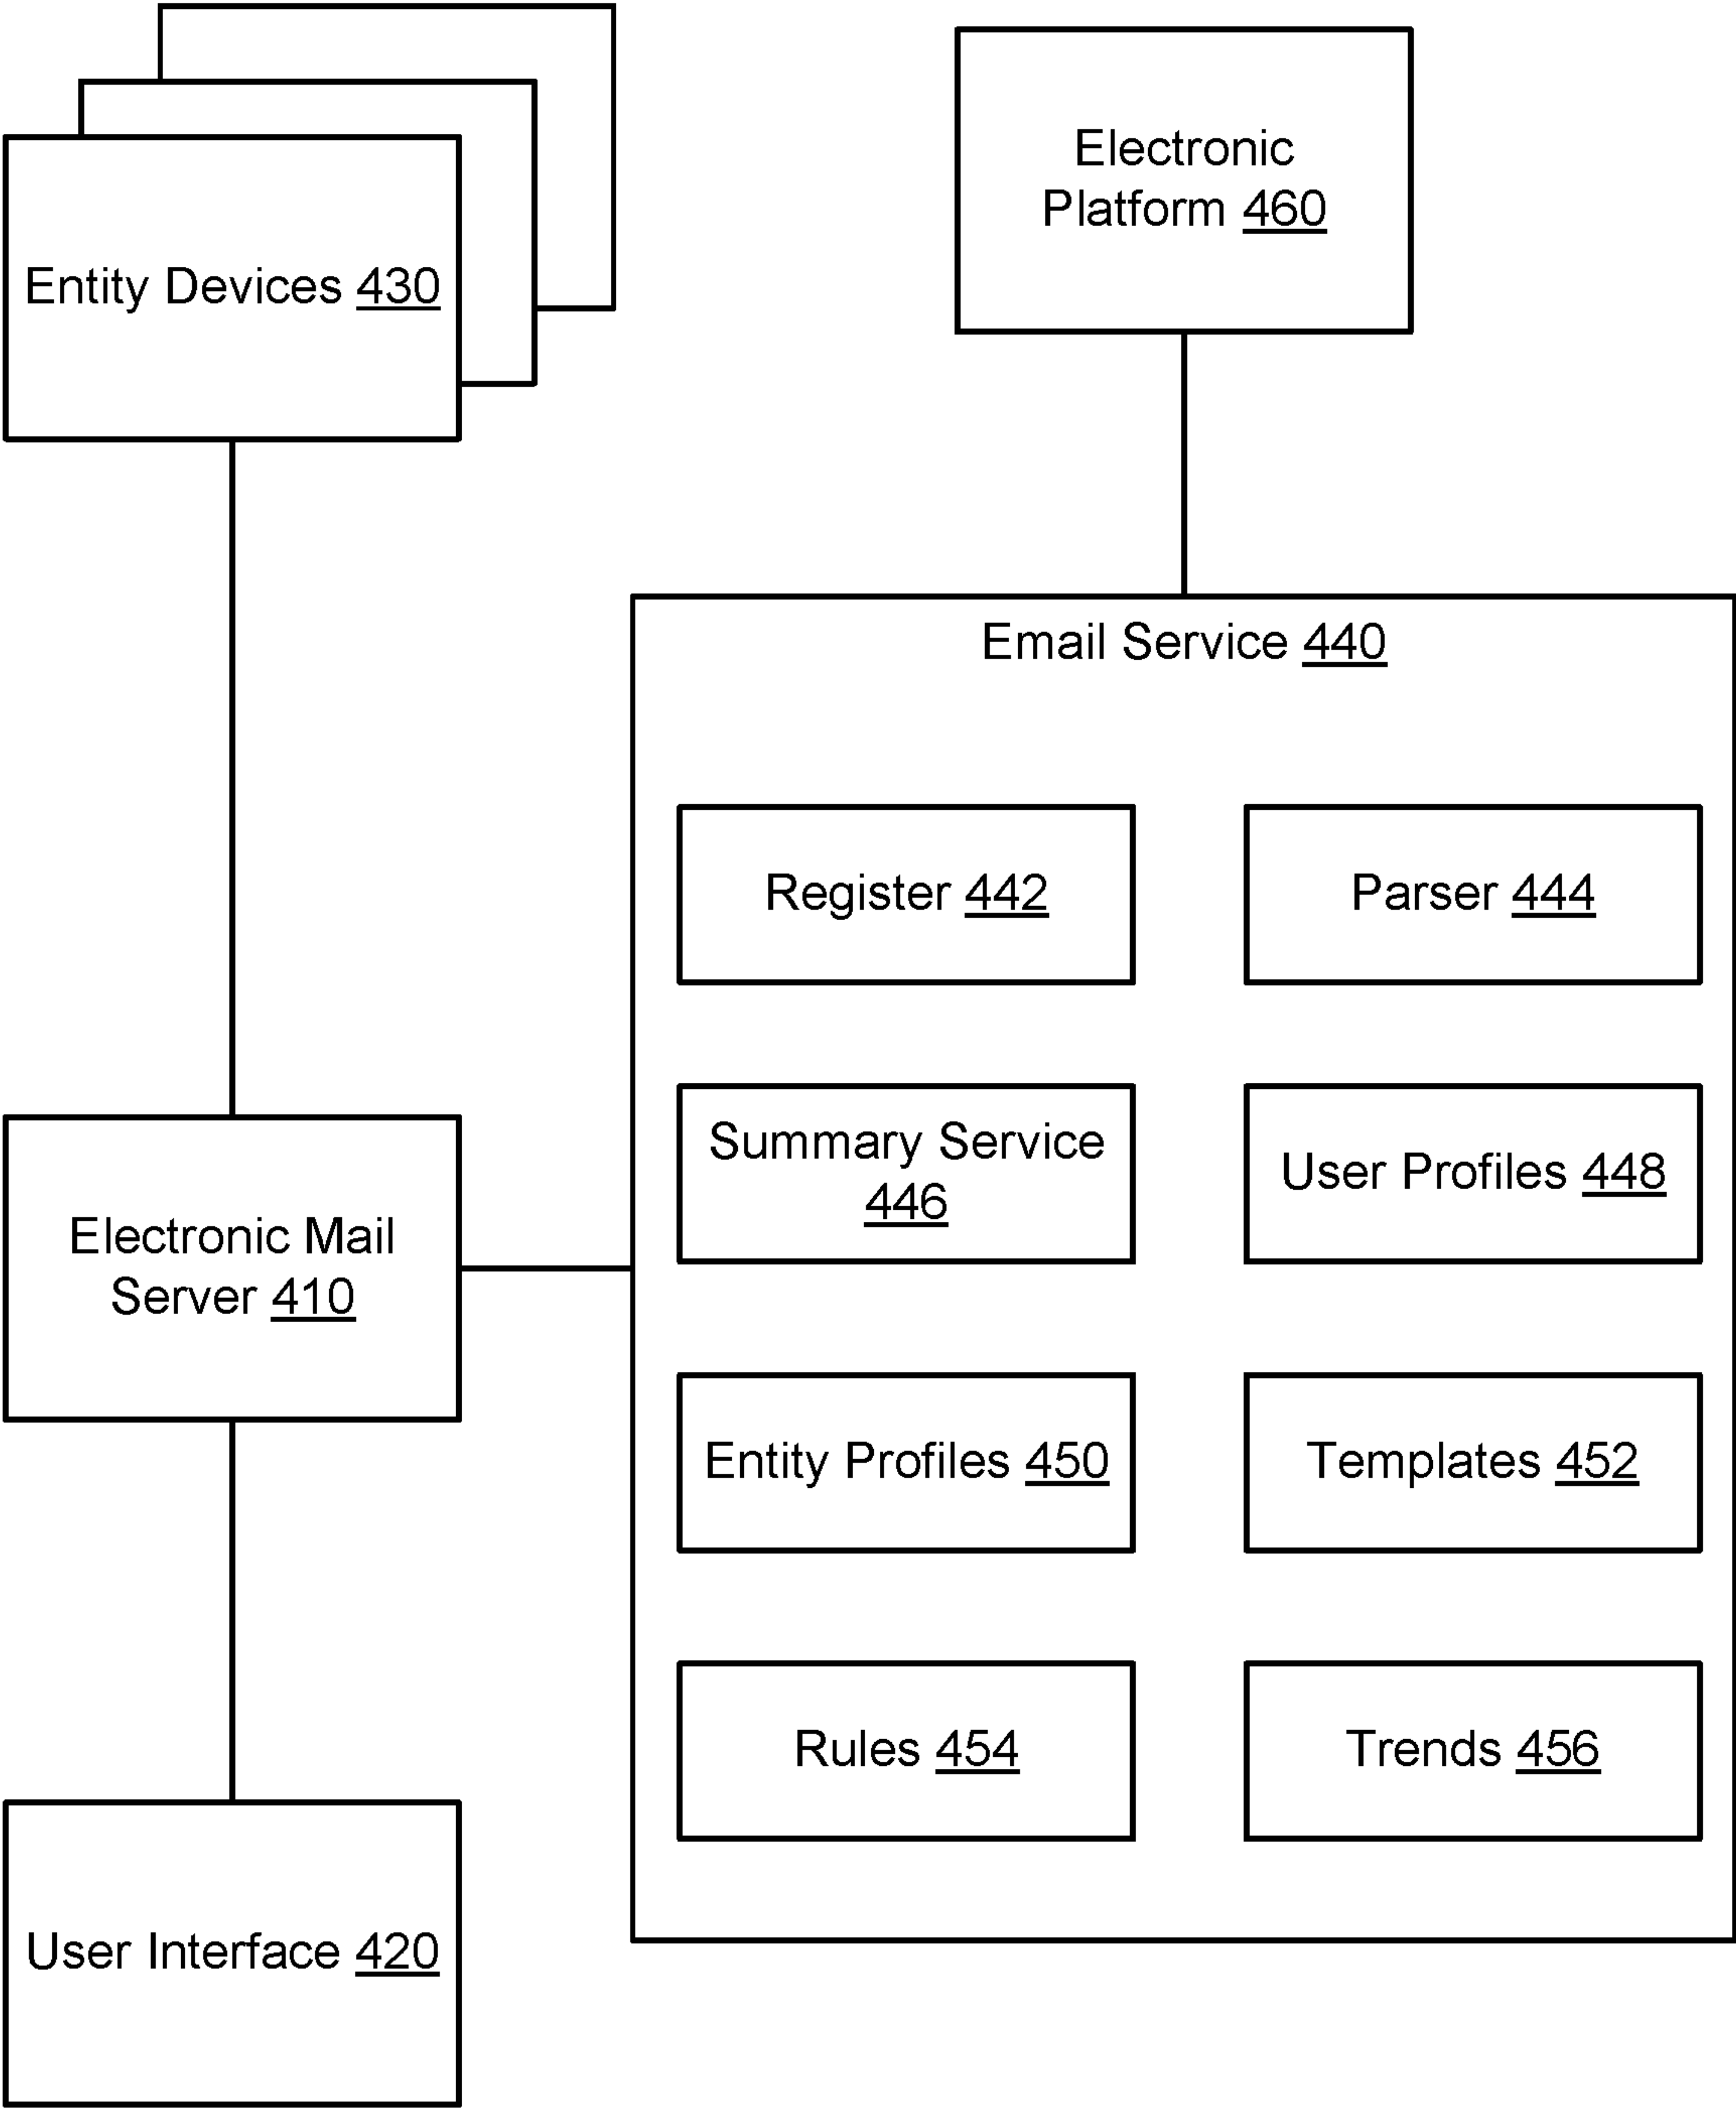 Electronic
Platform 460
Entity Devices 430
Email Service 440
Register 442
Parser 444
Summary Service
446
User Profiles 448
Electronic Mail
Server 410
Entity Profiles 450
Templates 452
Rules 454
Trends 456
User Interface 420